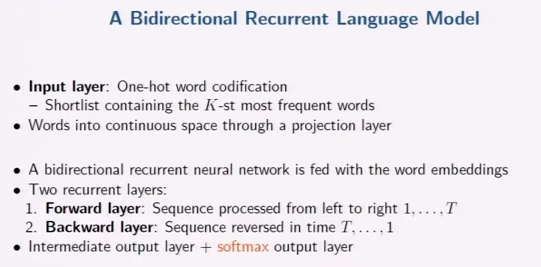 A Bidirectional Recurrent Language Model
• Input layer: One-hot word codification
– Shortlist containing the K-st most frequent words
• Words into continuous space through a projection layer
• A bidirectional recurrent neural network is fed with the word embeddings
• Two recurrent layers:
1. Forward layer: Sequence processed from left to right 1, . . . , T
2. Backward layer: Sequence reversed in time T, . . . , 1
• Intermediate output layer + softmax output layer